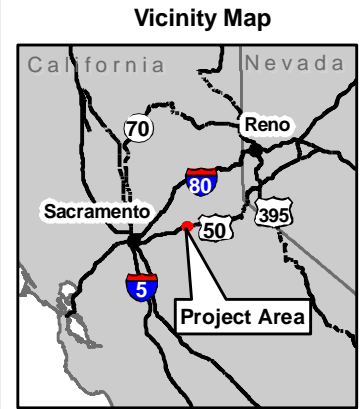 Vicinity Map
California Nevada
70
Reno
80
Sacramento
50
395
5
Project Area